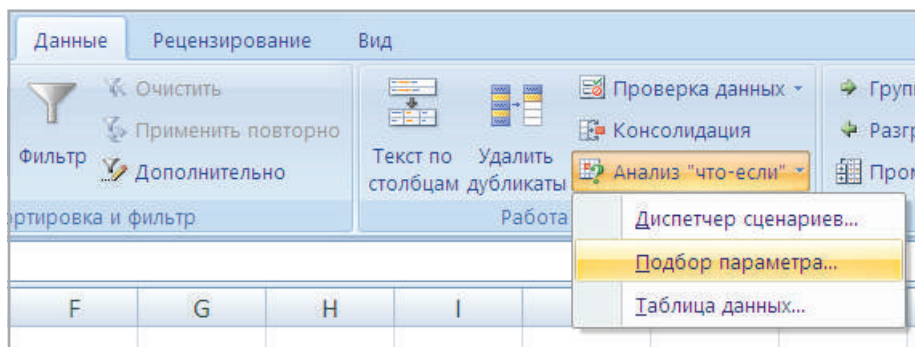 Данные Рецензирование Вид
Очистить
Применить повторно
Дополнительно
Фильтр
ортировка и фильтр
Текст по столбцам
Удалить дубликаты
Проверка данных
Консолидация
Анализ "что-если"
Работа
Груп
Разгр
Пром
Диспетчер сценариев...
Подбор параметра...
Таблица данных...
F G H I